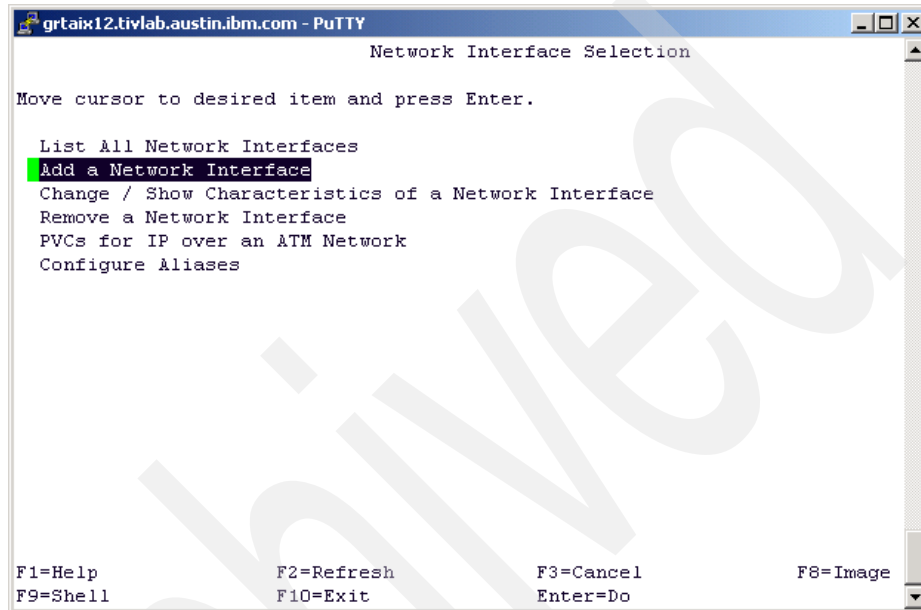 grtaix12.tivlab.austin.ibm.com - PuTTY
Network Interface Selection
Move cursor to desired item and press Enter.
List All Network Interfaces
Add a Network Interface
Change / Show Characteristics of a Network Interface
Remove a Network Interface
PVCs for IP over an ATM Network
Configure Aliases
F1=Help F2=Refresh F3=Cancel F8=Image
F9=Shell F10=Exit Enter=Do